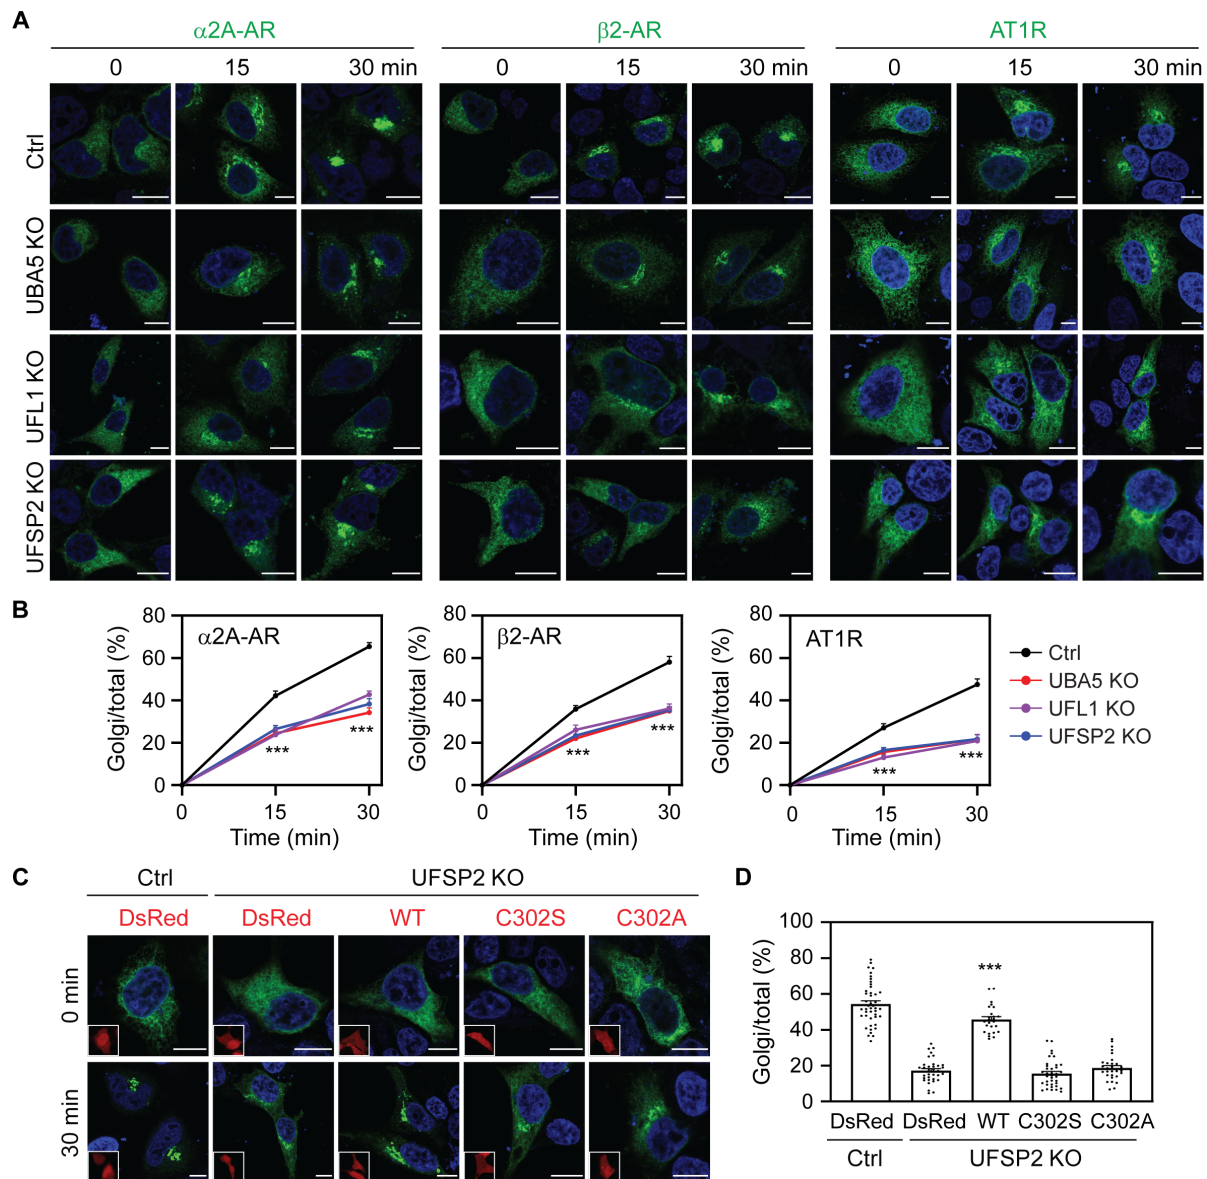 A
α2A-AR β2-AR AT1R
0 15 30 min 0 15 30 min 0 15 30 min
Ctrl
UBA5 KO
UFL1 KO
UFSP2 KO
B
Golgi/total (%)
80
60
40
20
0
α2A-AR
***
***
0 15 30
Time (min)
Golgi/total (%)
80
60
40
20
0
β2-AR
***
***
0 15 30
Time (min)
Golgi/total (%)
80
60
40
20
0
AT1R
***
***
0 15 30
Time (min)
Ctrl
UBA5 KO
UFL1 KO
UFSP2 KO
C
Ctrl UFSP2 KO
DsRed DsRed WT C302S C302A
0 min
30 min
D
Golgi/total (%)
100
80
60
40
20
0
***
DsRed DsRed WT C302S C302A
Ctrl UFSP2 KO